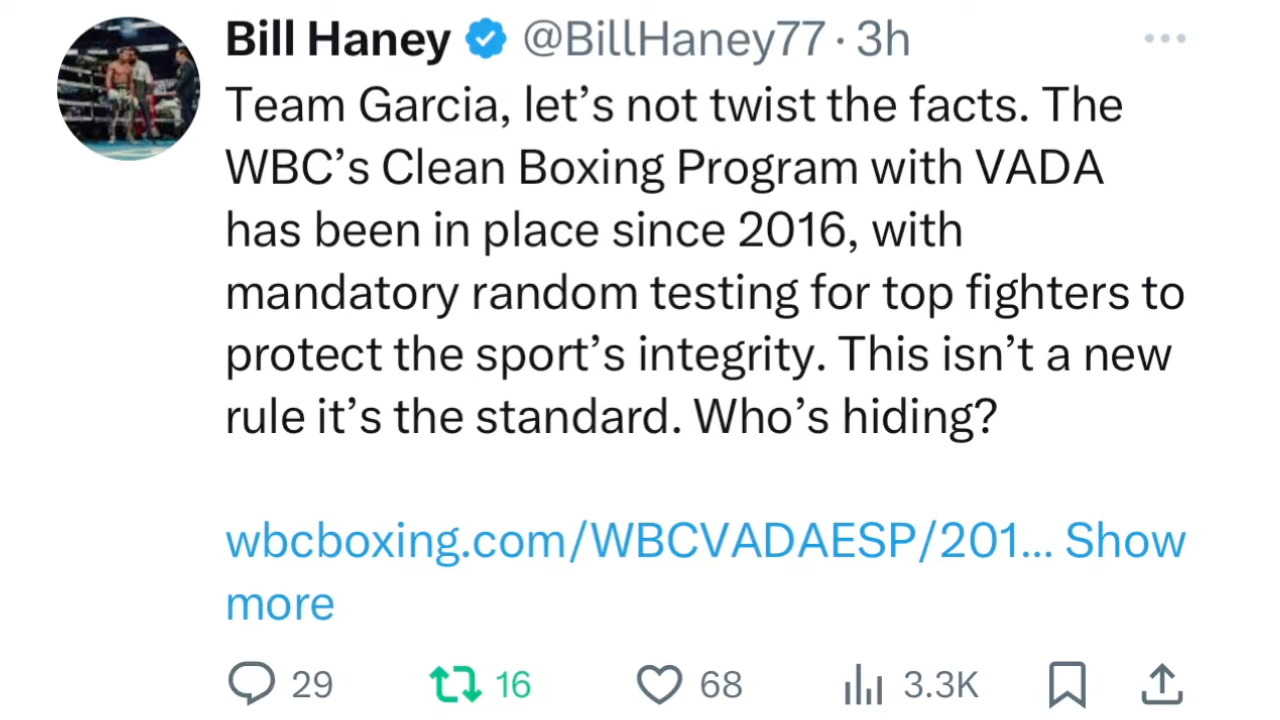 Bill Haney @BillHaney77 · 3h
Team Garcia, let’s not twist the facts. The
WBC’s Clean Boxing Program with VADA
has been in place since 2016, with
mandatory random testing for top fighters to
protect the sport’s integrity. This isn’t a new
rule it’s the standard. Who’s hiding?
wbcboxing.com/WBCVADAESP/201... Show
more
29 16 68 3.3K